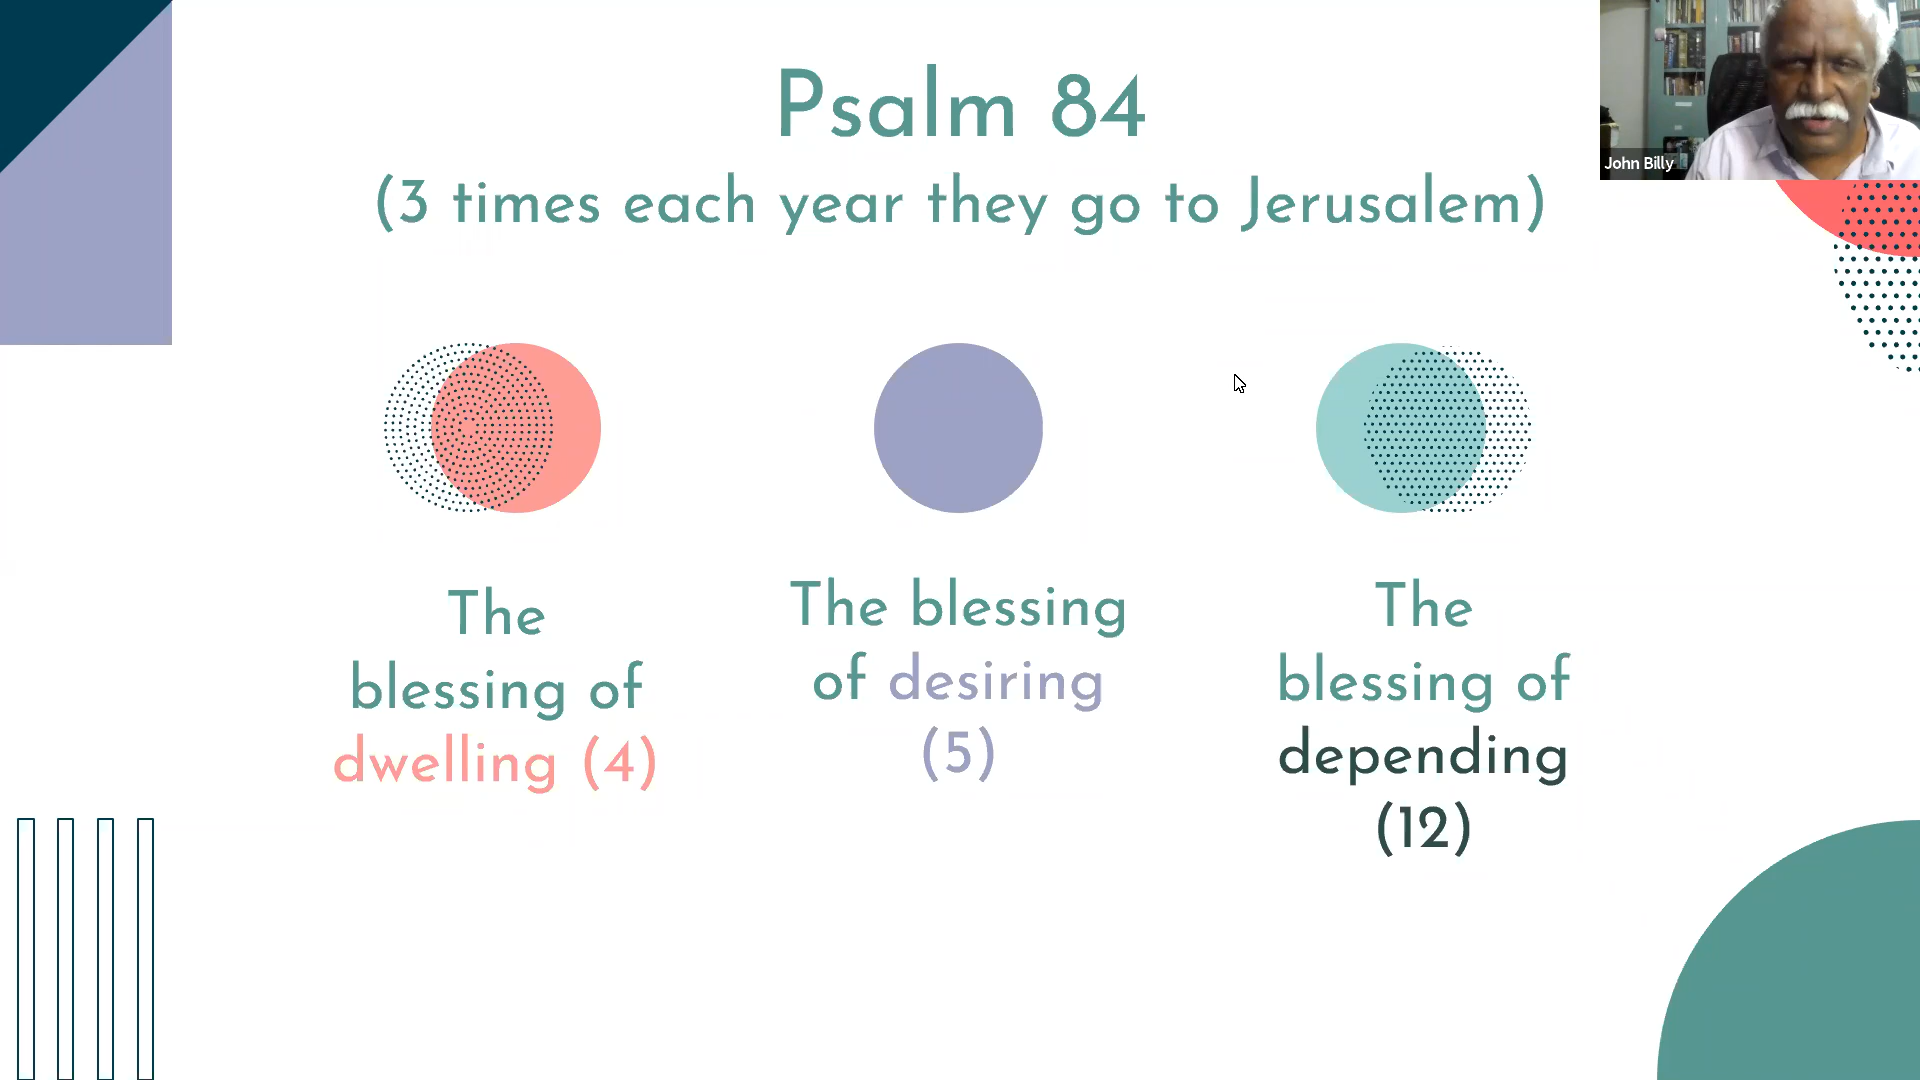 Psalm 84
(3 times each year they go to Jerusalem)
John Billy
The
blessing of
dwelling (4)
The blessing
of desiring
(5)
The
blessing of
depending
(12)